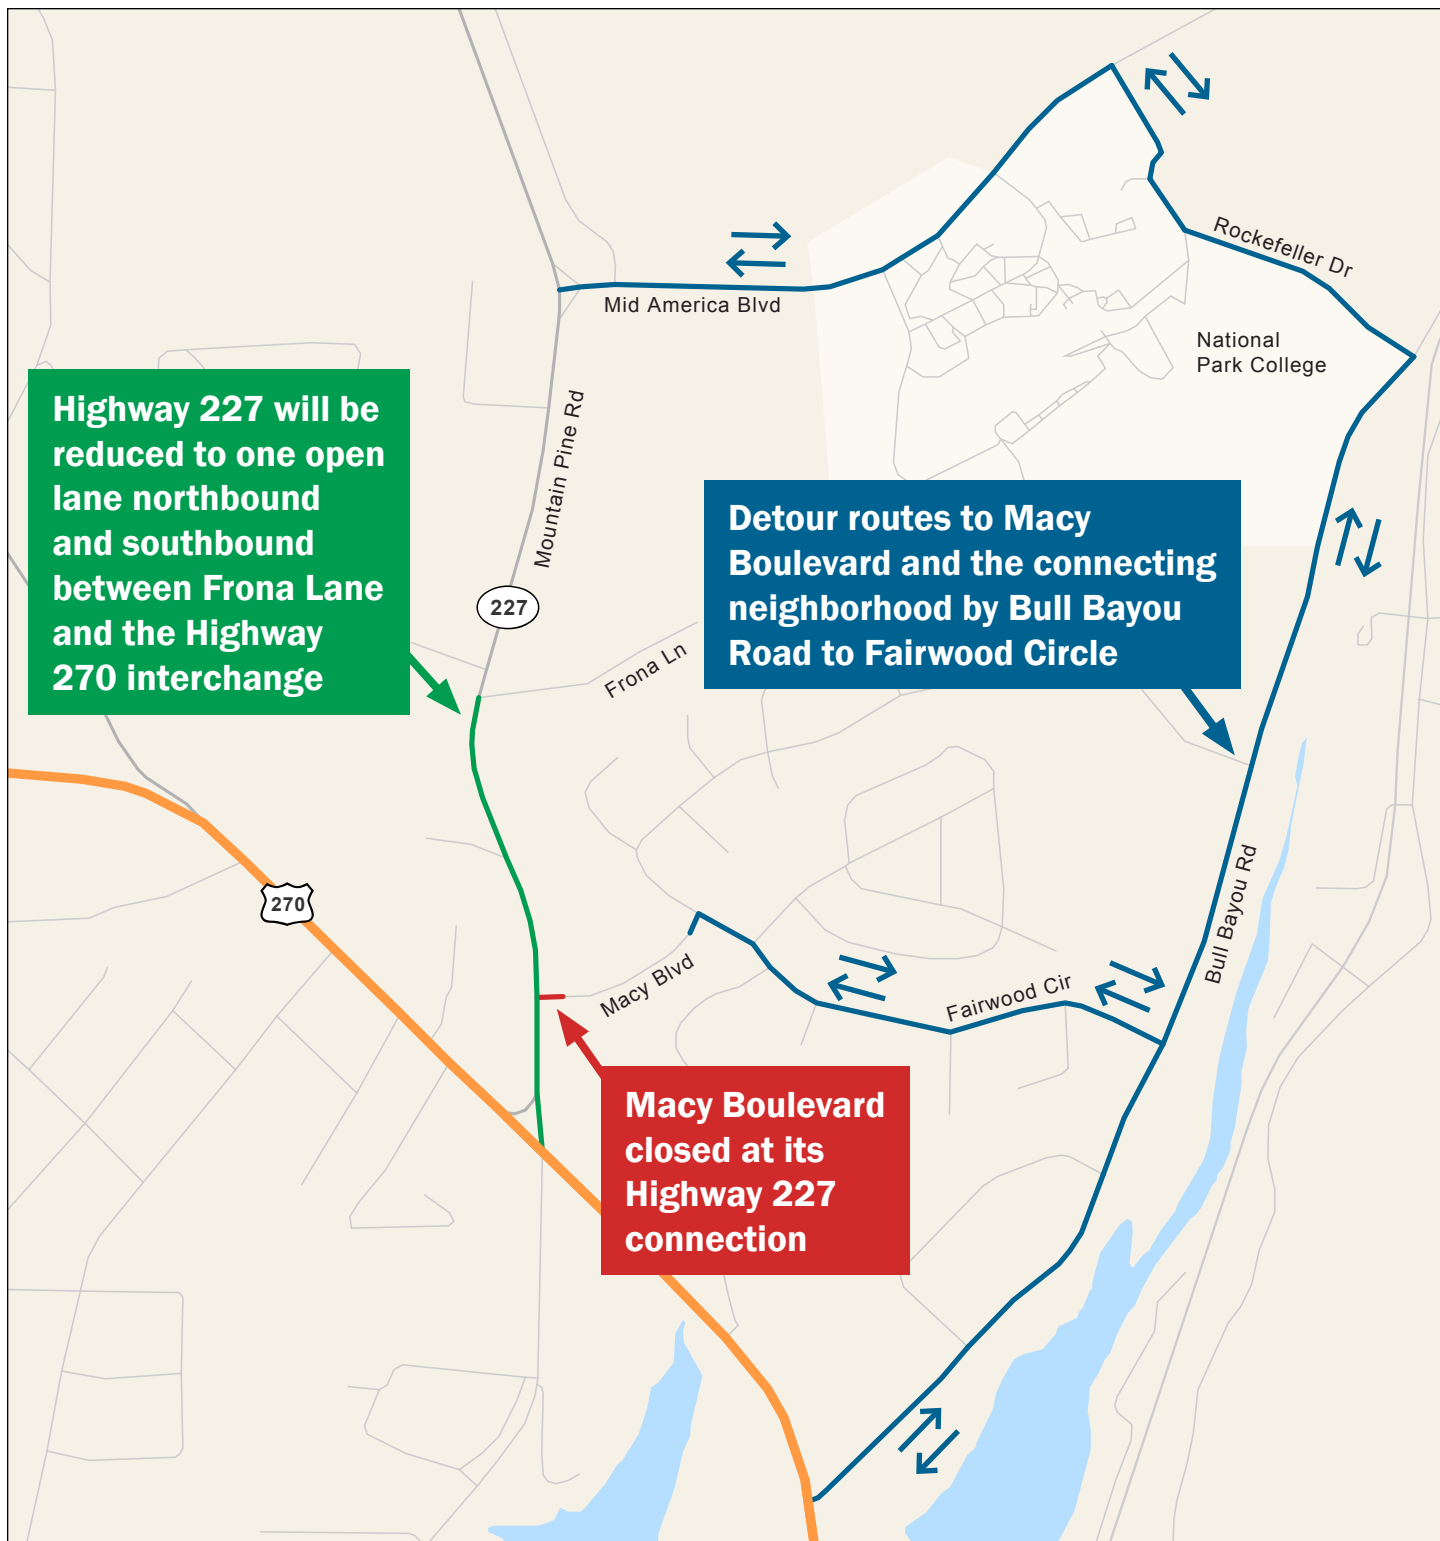 Rockefeller Dr
Mid America Blvd
National
Park College
Highway 227 will be
reduced to one open
lane northbound
and southbound
between Frona Lane
and the Highway
270 interchange
Mountain Pine Rd
Detour routes to Macy
Boulevard and the connecting
neighborhood by Bull Bayou
Road to Fairwood Circle
227
Frona Ln
270
Bull Bayou Rd
Macy Blvd
Fairwood Cir
Macy Boulevard
closed at its
Highway 227
connection